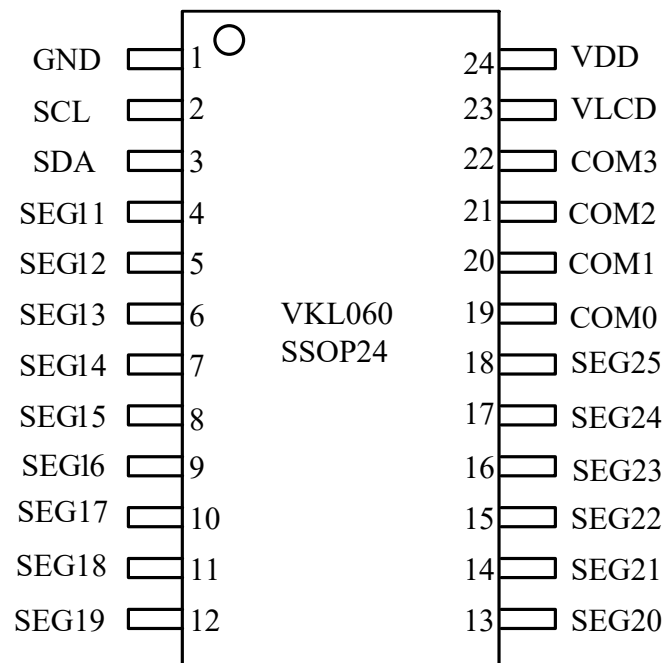 GND 1 24 VDD
SCL 2 23 VLCD
SDA 3 22 COM3
SEG11 4 21 COM2
SEG12 5 20 COM1
SEG13 6 19 COM0
VKL060
SSOP24
SEG14 7 18 SEG25
SEG15 8 17 SEG24
SEG16 9 16 SEG23
SEG17 10 15 SEG22
SEG18 11 14 SEG21
SEG19 12 13 SEG20